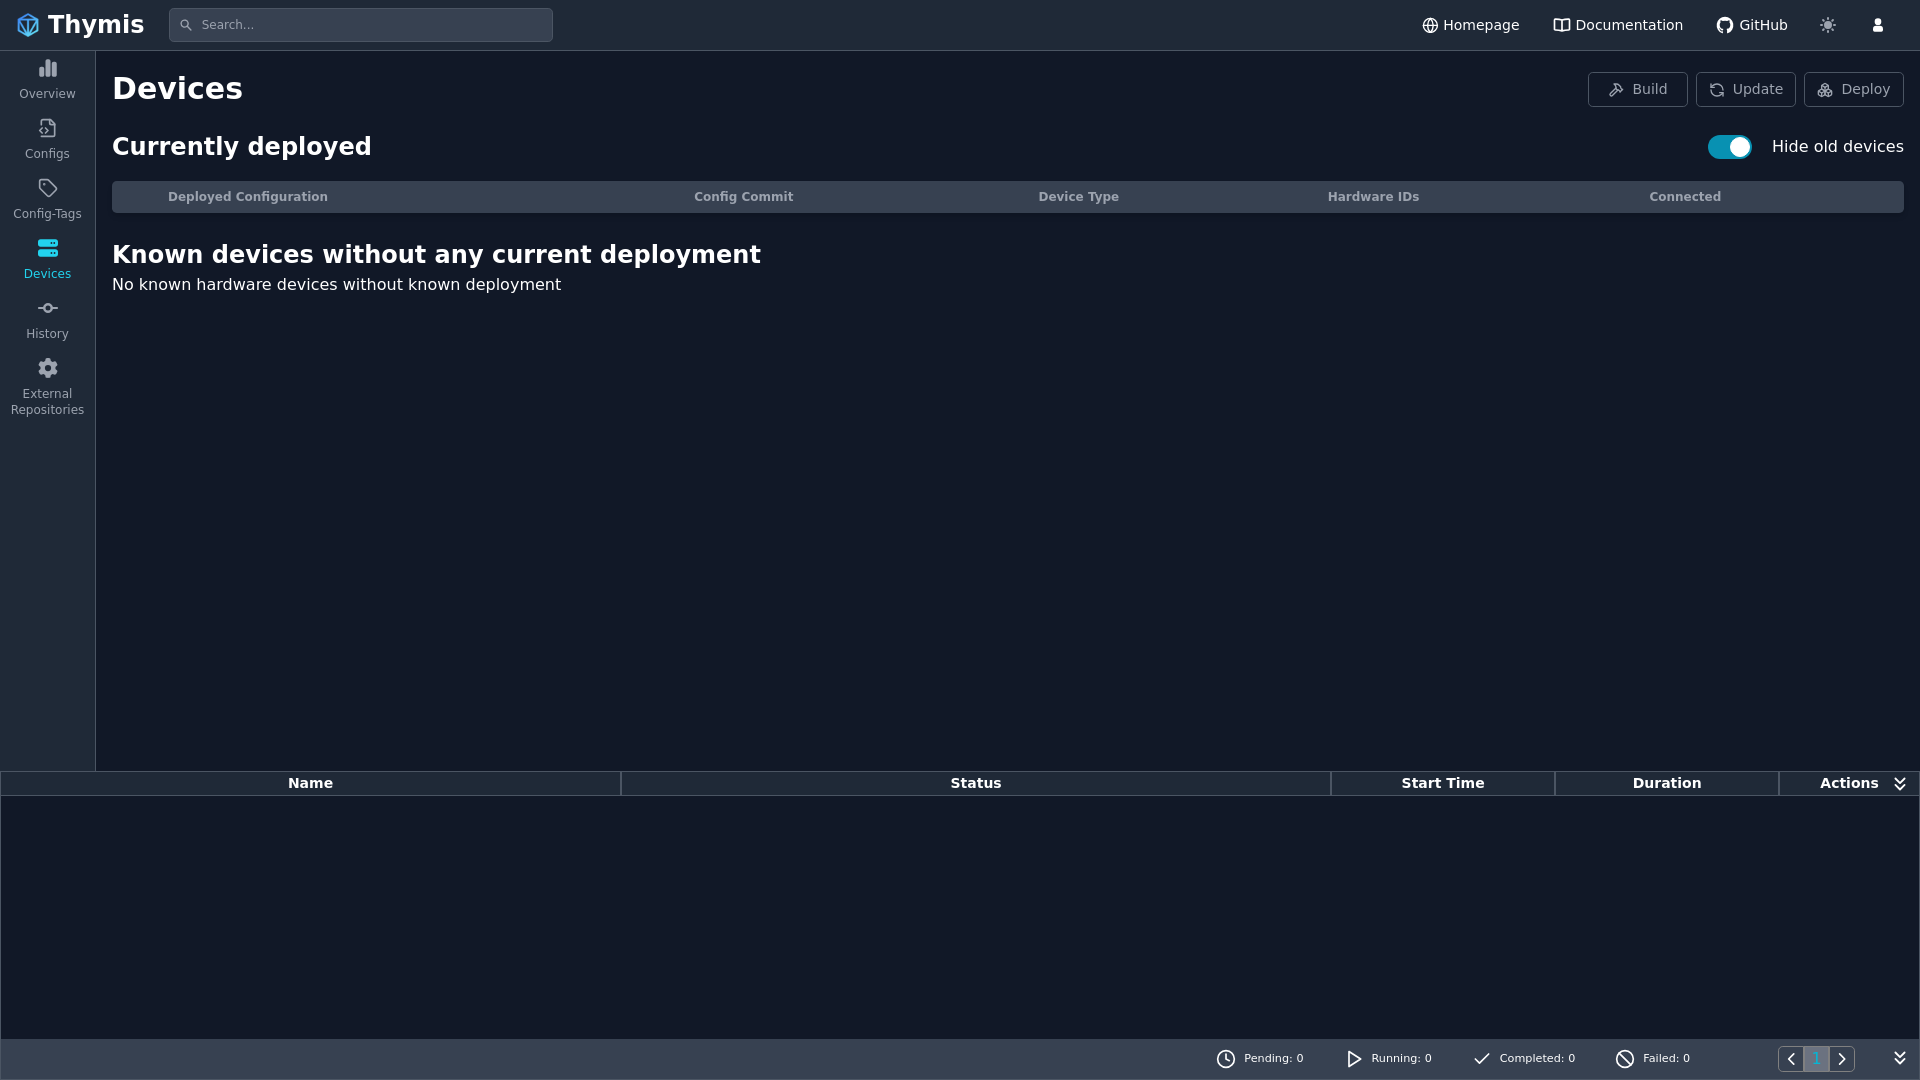 Thymis
Search...
Homepage
Documentation
GitHub
Overview
Configs
Config-Tags
Devices
History
External
Repositories
Devices
Build
Update
Deploy
Currently deployed
Hide old devices
Deployed Configuration
Config Commit
Device Type
Hardware IDs
Connected
Known devices without any current deployment
No known hardware devices without known deployment
Name
Status
Start Time
Duration
Actions
Pending: 0
Running: 0
Completed: 0
Failed: 0
1